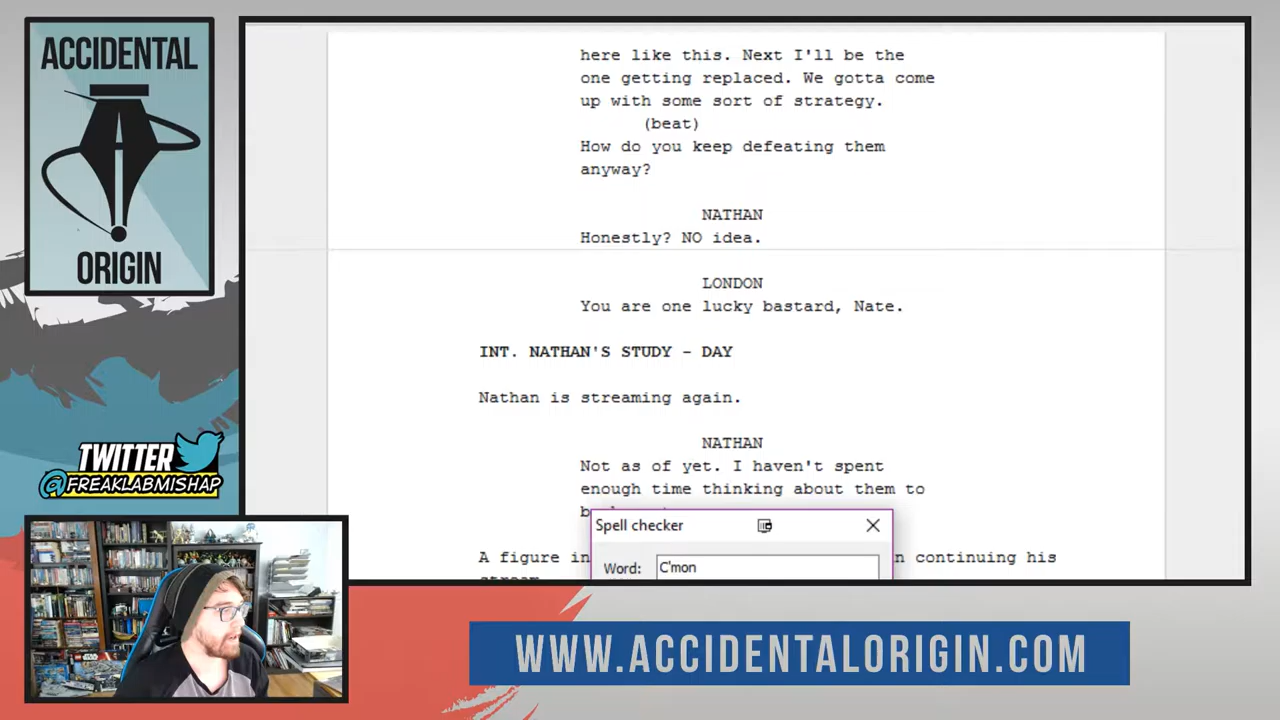 ACCIDENTAL
ORIGIN
TWITTER
@FREAKLABMISHAP
here like this. Next I'll be the
one getting replaced. We gotta come
up with some sort of strategy.
(beat)
How do you keep defeating them
anyway?
NATHAN
Honestly? NO idea.
LONDON
You are one lucky bastard, Nate.
INT. NATHAN'S STUDY - DAY
Nathan is streaming again.
NATHAN
Not as of yet. I haven't spent
enough time thinking about them to
Spell checker
A figure in
n continuing his
Word: C'mon
WWW.ACCIDENTALORIGIN.COM